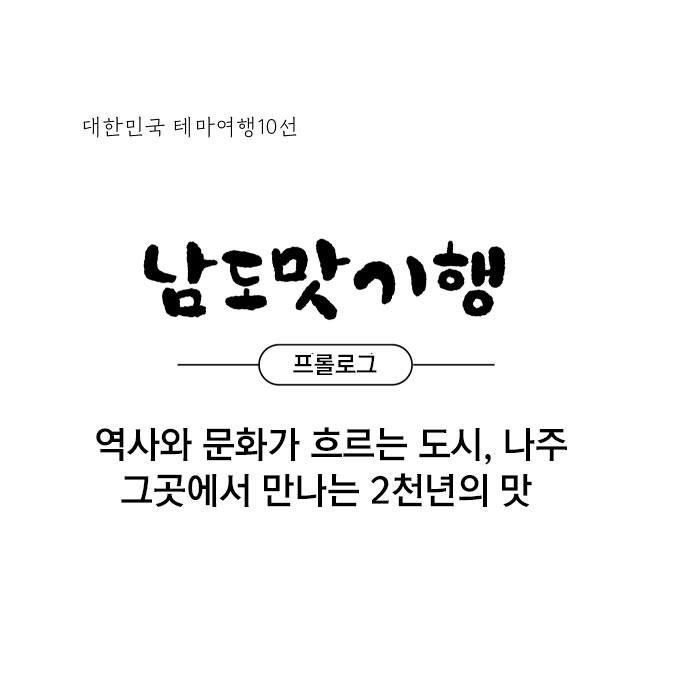 대한민국 테마여행10선
남도맛기행
프롤로그
역사와 문화가 흐르는 도시, 나주
그곳에서 만나는 2천년의 맛